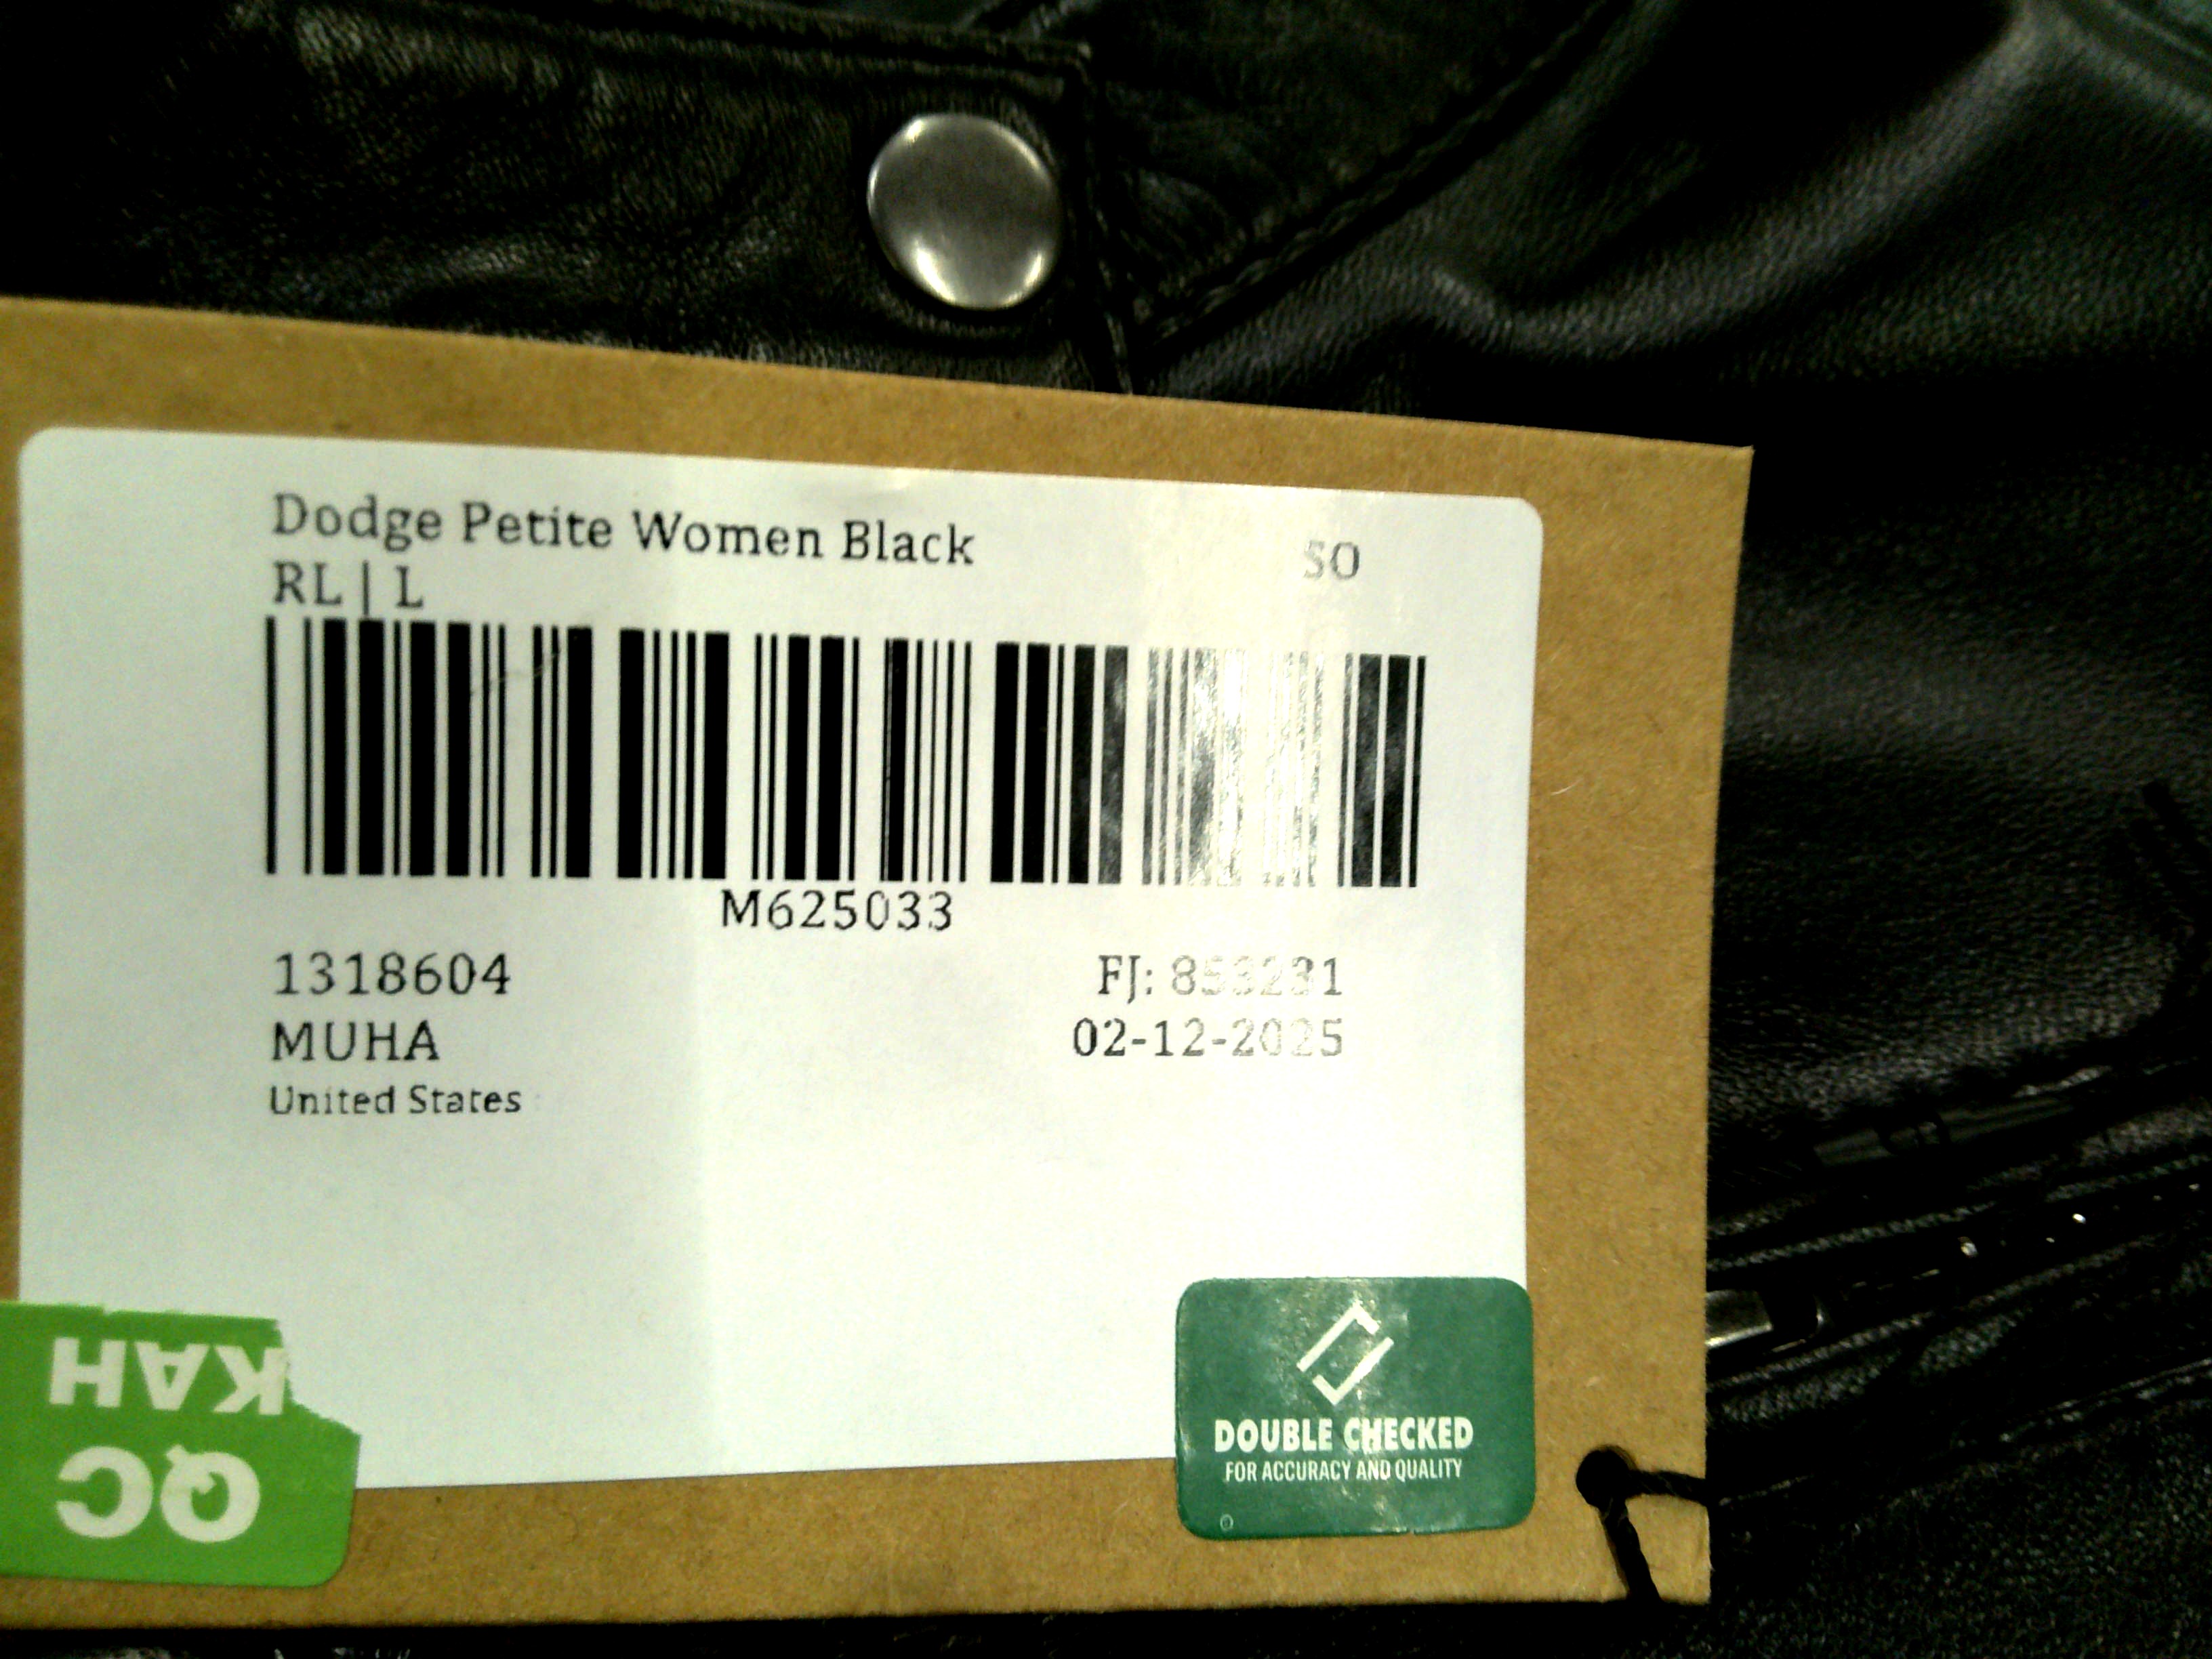 Dodge Petite Women Black
SO
RL | L
M625033
1318604
FJ: 853231
MUHA
02-12-2025
United States
KAH
QC
DOUBLE CHECKED
FOR ACCURACY AND QUALITY